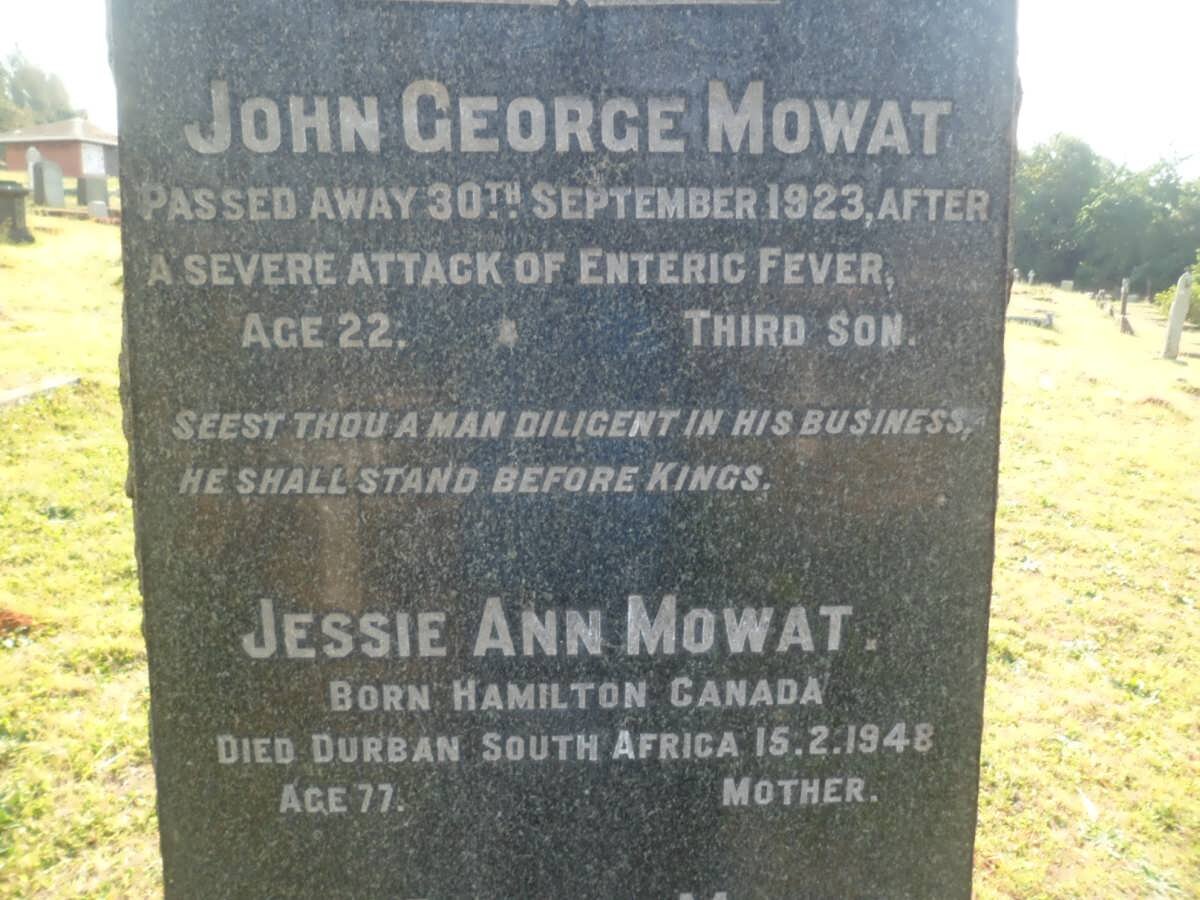 JOHN GEORGE MOWAT
PASSED AWAY 30TH. SEPTEMBER 1923, AFTER
A SEVERE ATTACK OF ENTERIC FEVER,
AGE 22. THIRD SON.
SEEST THOU A MAN DILIGENT IN HIS BUSINESS,
HE SHALL STAND BEFORE KINGS.
JESSIE ANN MOWAT.
BORN HAMILTON CANADA
DIED DURBAN SOUTH AFRICA 15.2.1948
AGE 77. MOTHER.